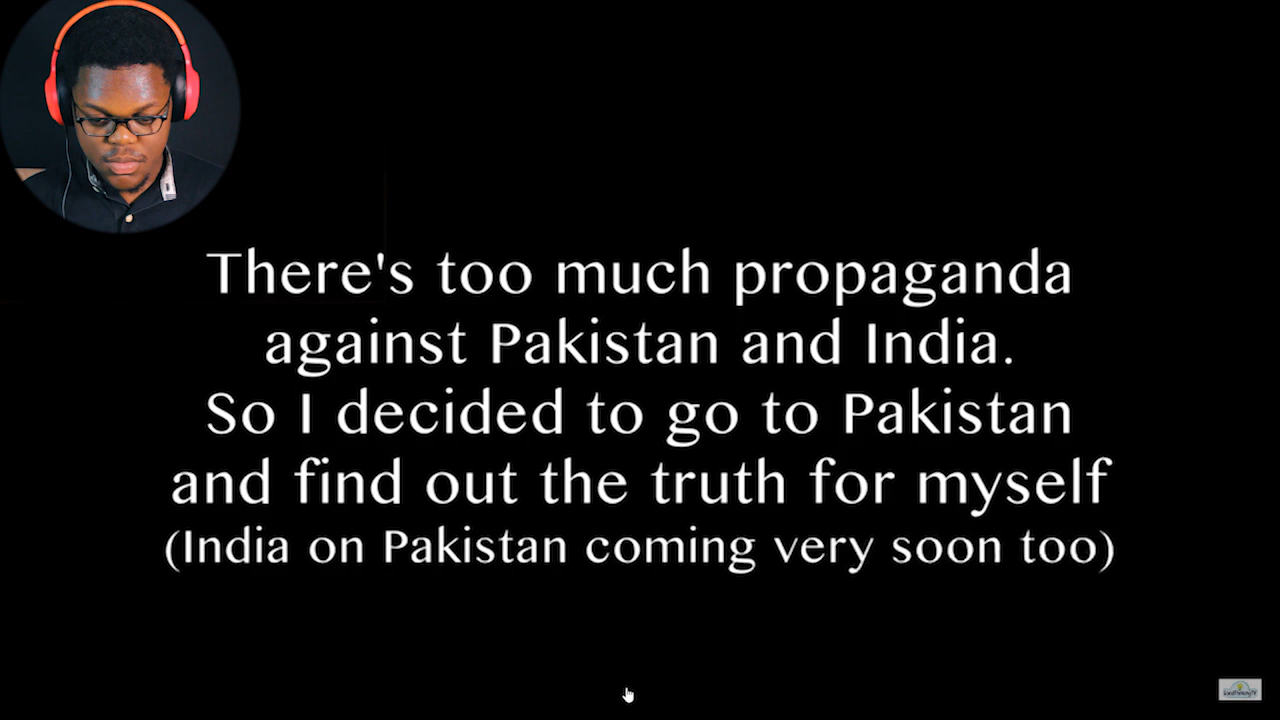 There's too much propaganda
against Pakistan and India.
So I decided to go to Pakistan
and find out the truth for myself
(India on Pakistan coming very soon too)